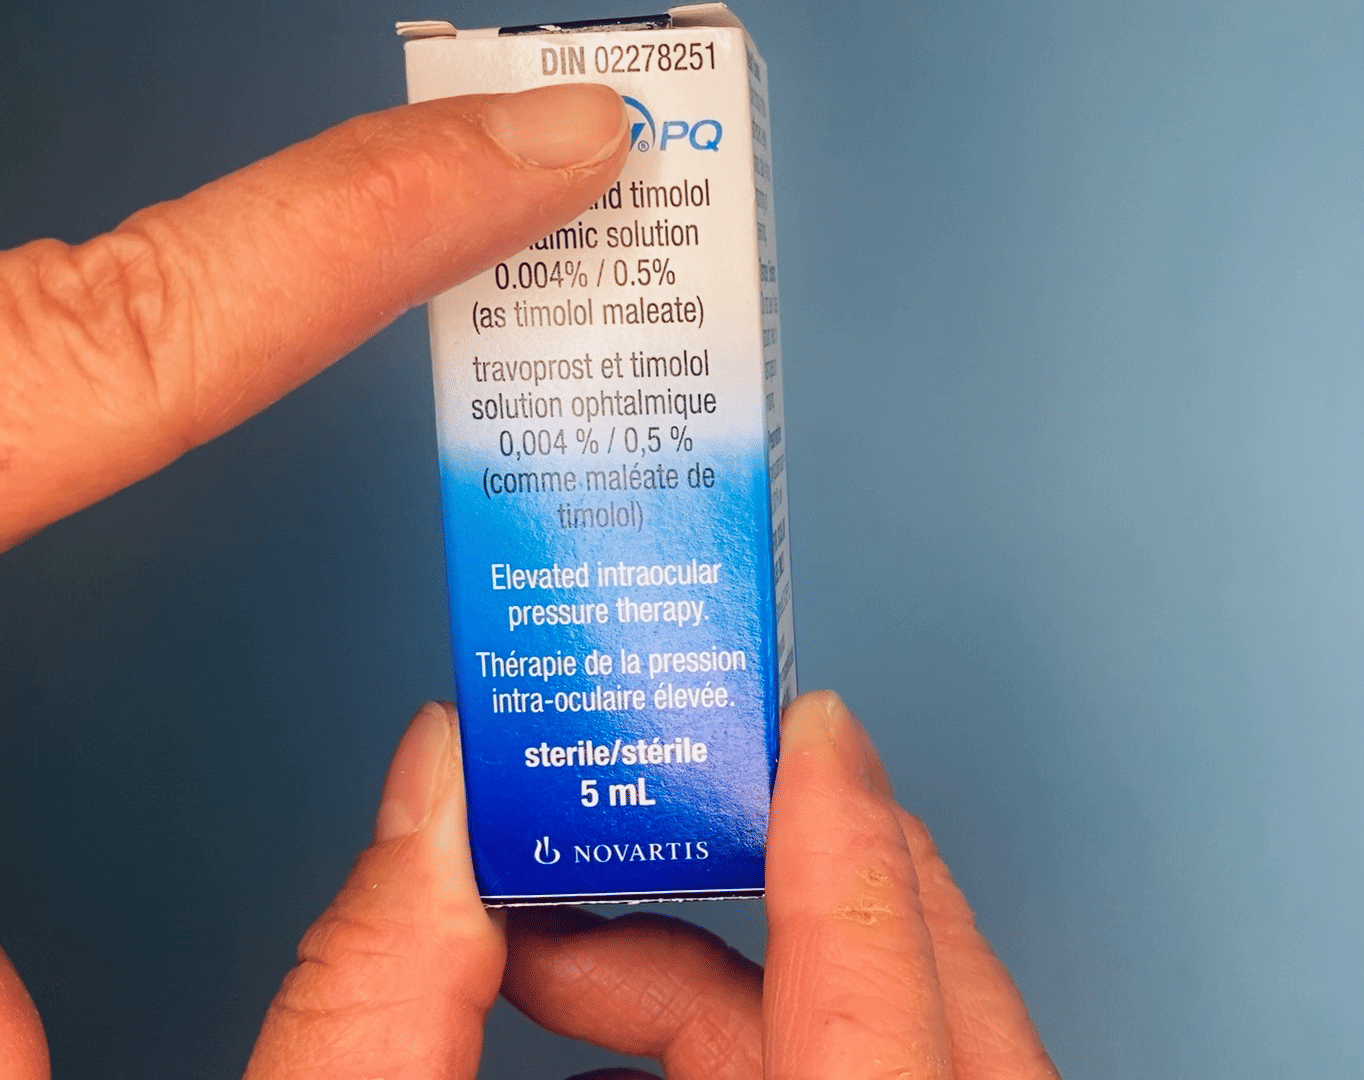 DIN 02278251
PQ
timolol
solution
0.004% / 0.5%
(as timolol maleate)
travoprost et timolol
solution ophtalmique
0,004 % / 0,5 %
(comme maléate de
timolol)
Elevated intraocular
pressure therapy.
Thérapie de la pression
intra-oculaire élevée.
sterile/stérile
5 mL
NOVARTIS